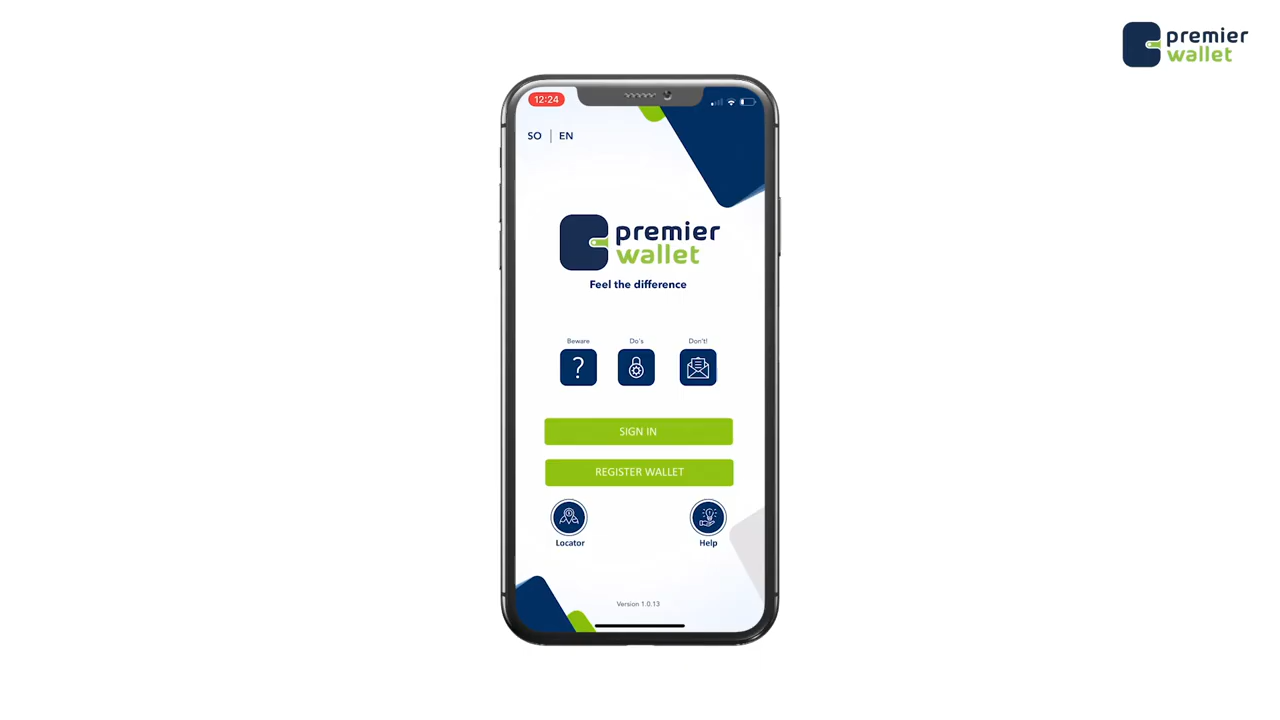 premier
wallet
12:24
SO | EN
premier
wallet
Feel the difference
Beware
Do's
Don't!
?
SIGN IN
REGISTER WALLET
Locator
Help
Version 1.0.13